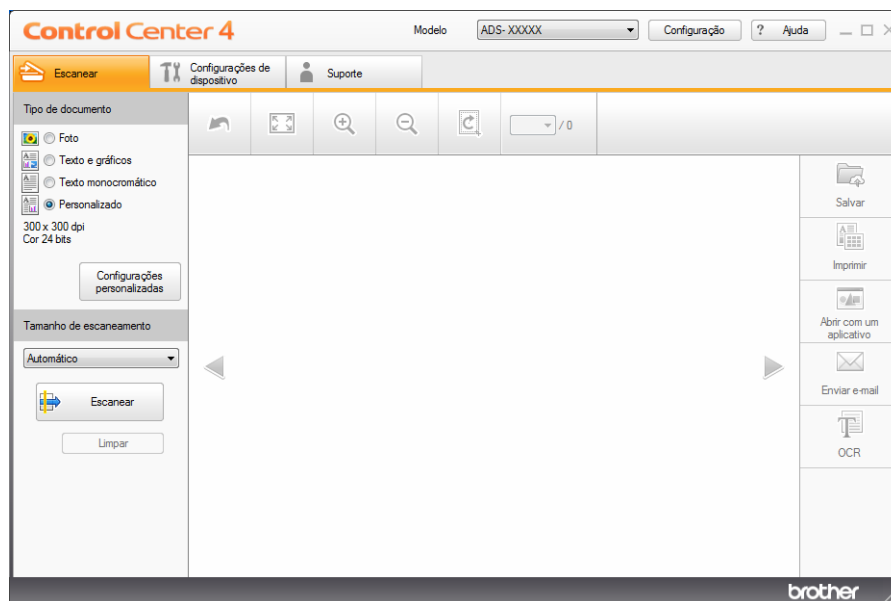 Control Center 4
Modelo
ADS- XXXXX
Configuração
? Ajuda
Escanear
Configurações de
dispositivo
Suporte
Tipo de documento
Foto
Texto e gráficos
Texto monocromático
Personalizado
300 x 300 dpi
Cor 24 bits
Configurações
personalizadas
Tamanho de escaneamento
Automático
Escanear
Limpar
/ 0
Salvar
Imprimir
Abrir com um
aplicativo
Enviar e-mail
OCR
brother